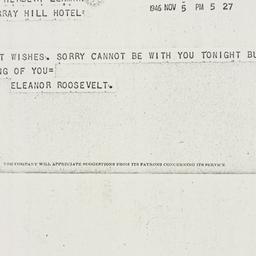 1946 NOV 5 PM 5 27
RRAY HILL HOTEL
T WISHES. SORRY CANNOT BE WITH YOU TONIGHT BU
NG OF YOU=
ELEANOR ROOSEVELT.
THE COMPANY WILL APPRECIATE SUGGESTIONS FROM ITS PATRONS CONCERNING ITS SERVICE